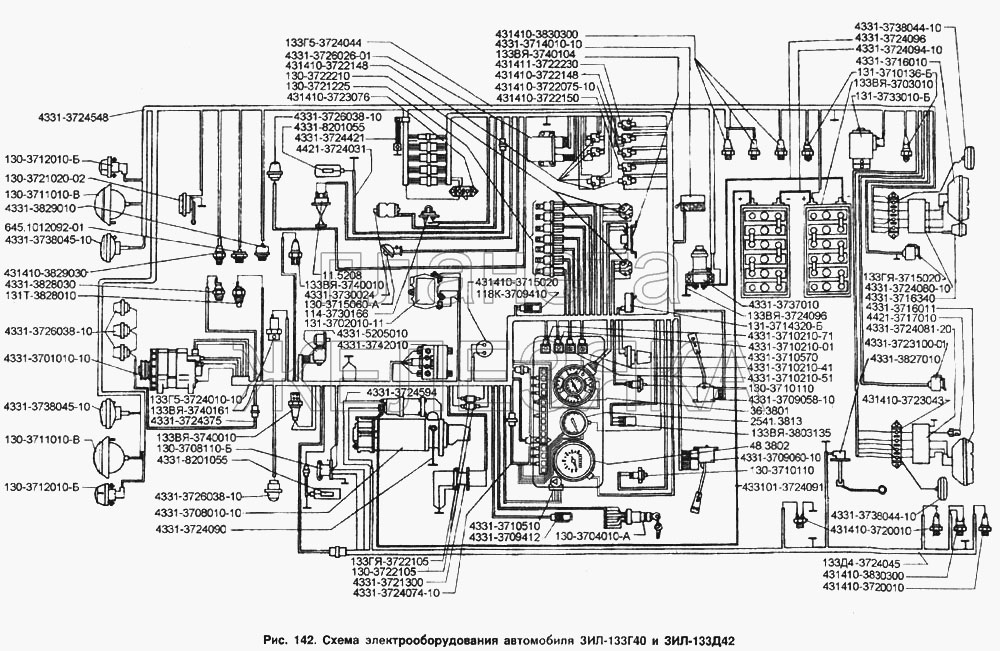 133Г5-3724044
4331-3726026-01
431410-3722148
130-3722210
130-3721225
431410-3723076
431410-3830300
4331-3714010-10
133ВЯ-3740104
431411-3722230
431410-3722148
431410-3722075-10
431410-3722150
4331-3738044-10
4331-3724096
4331-3724094-10
4331-3716010
131-3710136-Б
133ВЯ-3703010
131-3733010-Б
4331-3724548
4331-3726038-10
4331-8201055
4331-3724421
4421-3724031
130-3712010-Б
130-3721020-02
130-3711010-В
4331-3829010
645.1012092-01
4331-3738045-10
431410-3829030
4331-3828030
131Т-3828010
4331-3726038-10
4331-3701010-10
4331-3738045-10
130-3711010-В
130-3712010-Б
11.5208
133ВЯ-3740010
4331-3730024
130-3715060-А
114-3730166
131-3702010-11
4331-5205010
4331-3742010
431410-3715020
118К-3709410
4331-3737010
133ВЯ-3724096
131-3714320-Б
4331-3710210-71
4331-3710210-01
4331-3710570
4331-3710210-41
4331-3710210-51
130-3710110
4331-3709058-10
36.3801
2541.3813
133ВЯ-3803135
48.3802
4331-3709060-10
130-3710110
433101-3724091
133ГЯ-3715020
4331-3724080-10
4331-3716340
4331-3716011
4421-3717010
4331-3724081-20
4331-3723100-01
4331-3827010
431410-3723043
133Г5-3724010-10
133ВЯ-3740161
4331-3724375
133ВЯ-3740010
130-3708110-Б
4331-8201055
4331-3726038-10
4331-3708010-10
4331-3724090
4331-3724594
133ГЯ-3722105
130-3722105
4331-3721300
4331-3724074-10
4331-3710510
4331-3709412
130-3704010-А
4331-3738044-10
431410-3720010
133Д4-3724045
431410-3830300
431410-3720010
Рис. 142. Схема электрооборудования автомобиля ЗИЛ-133Г40 и ЗИЛ-133Д42